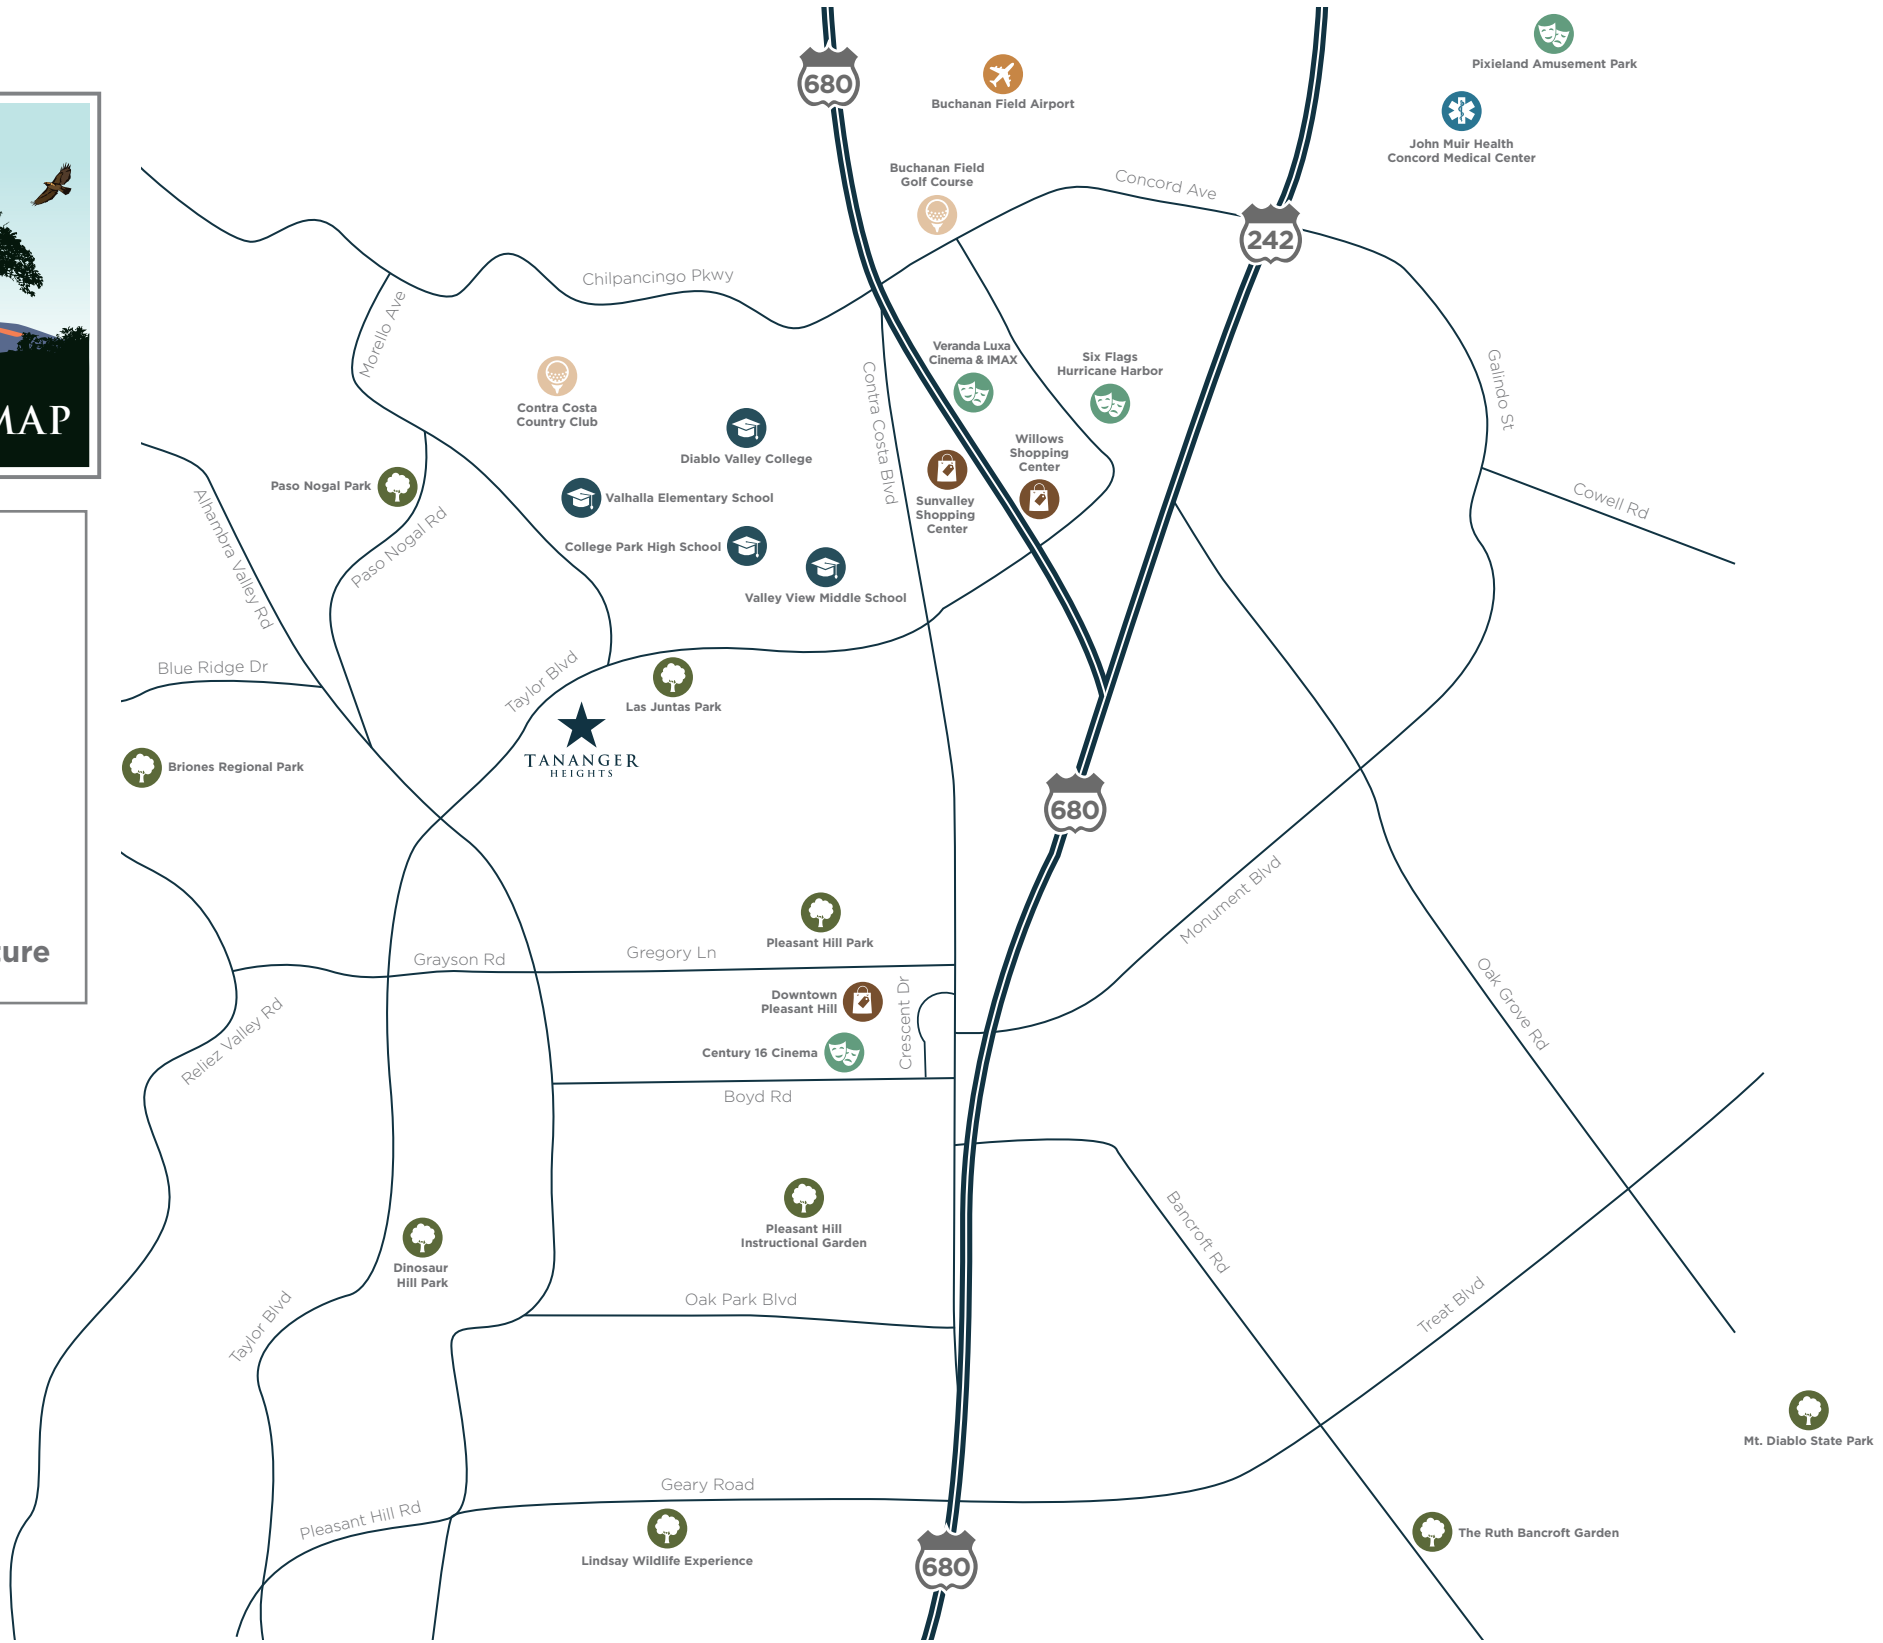 680
Buchanan Field Airport
Pixieland Amusement Park
John Muir Health
Concord Medical Center
Buchanan Field
Golf Course
Concord Ave
242
Chilpancingo Pkwy
Morello Ave
Contra Costa
Country Club
Diablo Valley College
Contra Costa Blvd
Veranda Luxa
Cinema & IMAX
Six Flags
Hurricane Harbor
Galindo St
MAP
Willows
Shopping
Center
Sunvalley
Shopping
Center
Cowell Rd
Paso Nogal Park
Valhalla Elementary School
Alhambra Valley Rd
Paso Nogal Rd
College Park High School
Valley View Middle School
Blue Ridge Dr
Taylor Blvd
Las Juntas Park
TANANGER
HEIGHTS
Briones Regional Park
680
Monument Blvd
ture
Pleasant Hill Park
Grayson Rd
Gregory Ln
Downtown
Pleasant Hill
Crescent Dr
Century 16 Cinema
Reliez Valley Rd
Boyd Rd
Oak Grove Rd
Pleasant Hill
Instructional Garden
Bancroft Rd
Dinosaur
Hill Park
Oak Park Blvd
Taylor Blvd
Treat Blvd
Mt. Diablo State Park
Geary Road
Pleasant Hill Rd
Lindsay Wildlife Experience
680
The Ruth Bancroft Garden